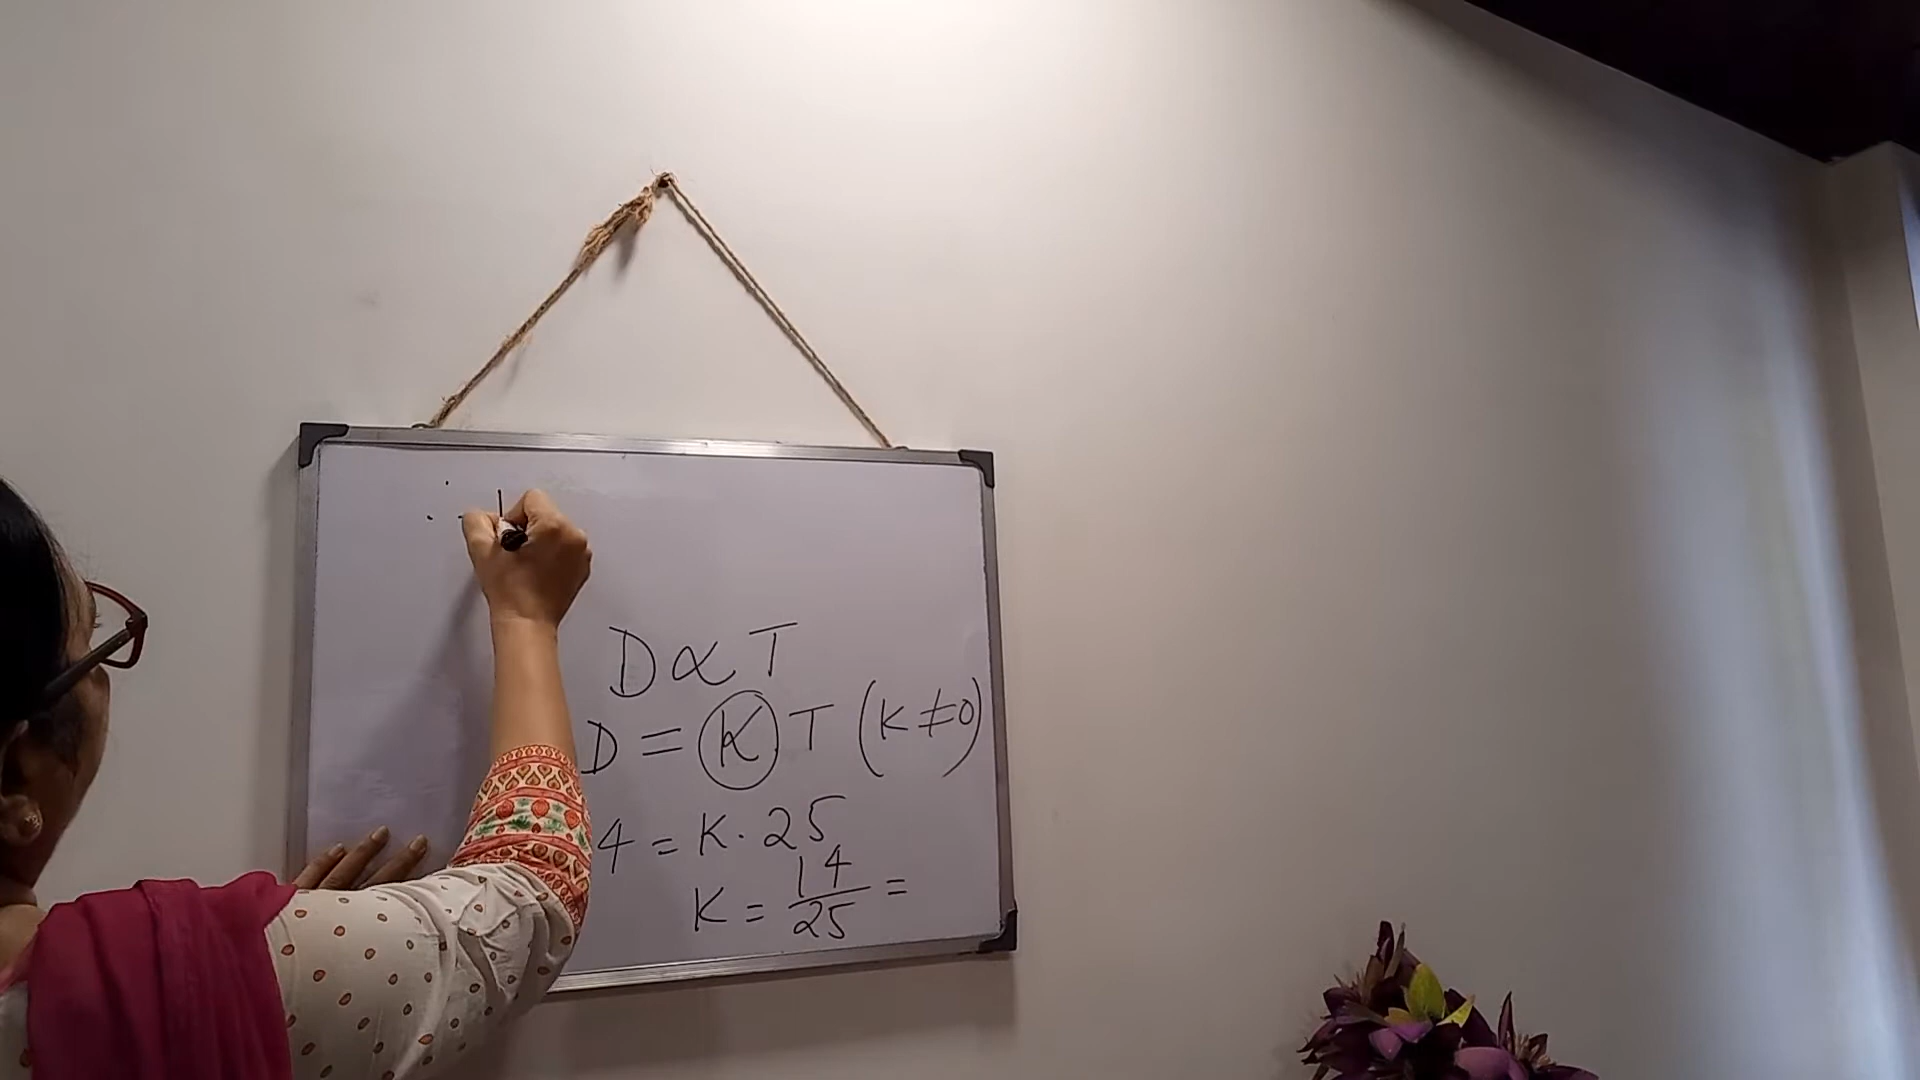 D ∝ T
D = K T (K ≠ 0)
4 = K · 25
K = 14/25 =